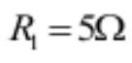 R₁ = 5Ω